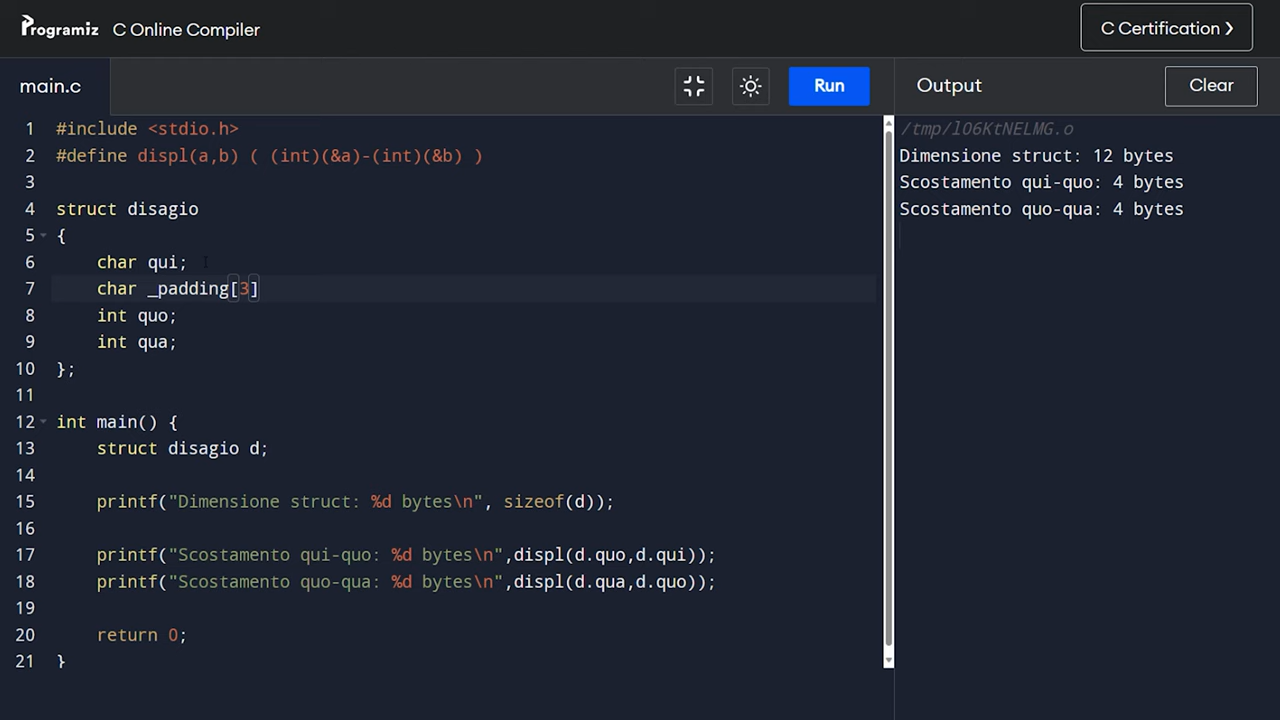 Programiz C Online Compiler
C Certification ❯
main.c
Run
Output
Clear
1 #include <stdio.h>
2 #define displ(a,b) ( (int)(&a)-(int)(&b) )
3
4 struct disagio
5 {
6 char qui;
7 char _padding[3]
8 int quo;
9 int qua;
10 };
11
12 int main() {
13 struct disagio d;
14
15 printf("Dimensione struct: %d bytes\n", sizeof(d));
16
17 printf("Scostamento qui-quo: %d bytes\n",displ(d.quo,d.qui));
18 printf("Scostamento quo-qua: %d bytes\n",displ(d.qua,d.quo));
19
20 return 0;
21 }
/tmp/lO6KtNELMG.o
Dimensione struct: 12 bytes
Scostamento qui-quo: 4 bytes
Scostamento quo-qua: 4 bytes